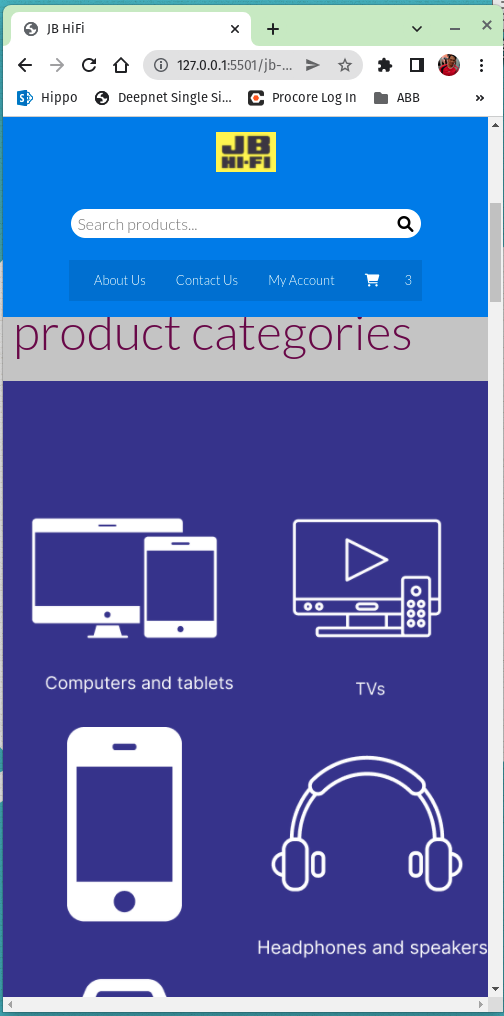 JB HiFi
127.0.0.1:5501/jb-...
Hippo
Deepnet Single Si...
Procore Log In
ABB
»
JB
HI-FI
Search products...
About Us
Contact Us
My Account
3
product categories
Computers and tablets
TVs
Headphones and speakers